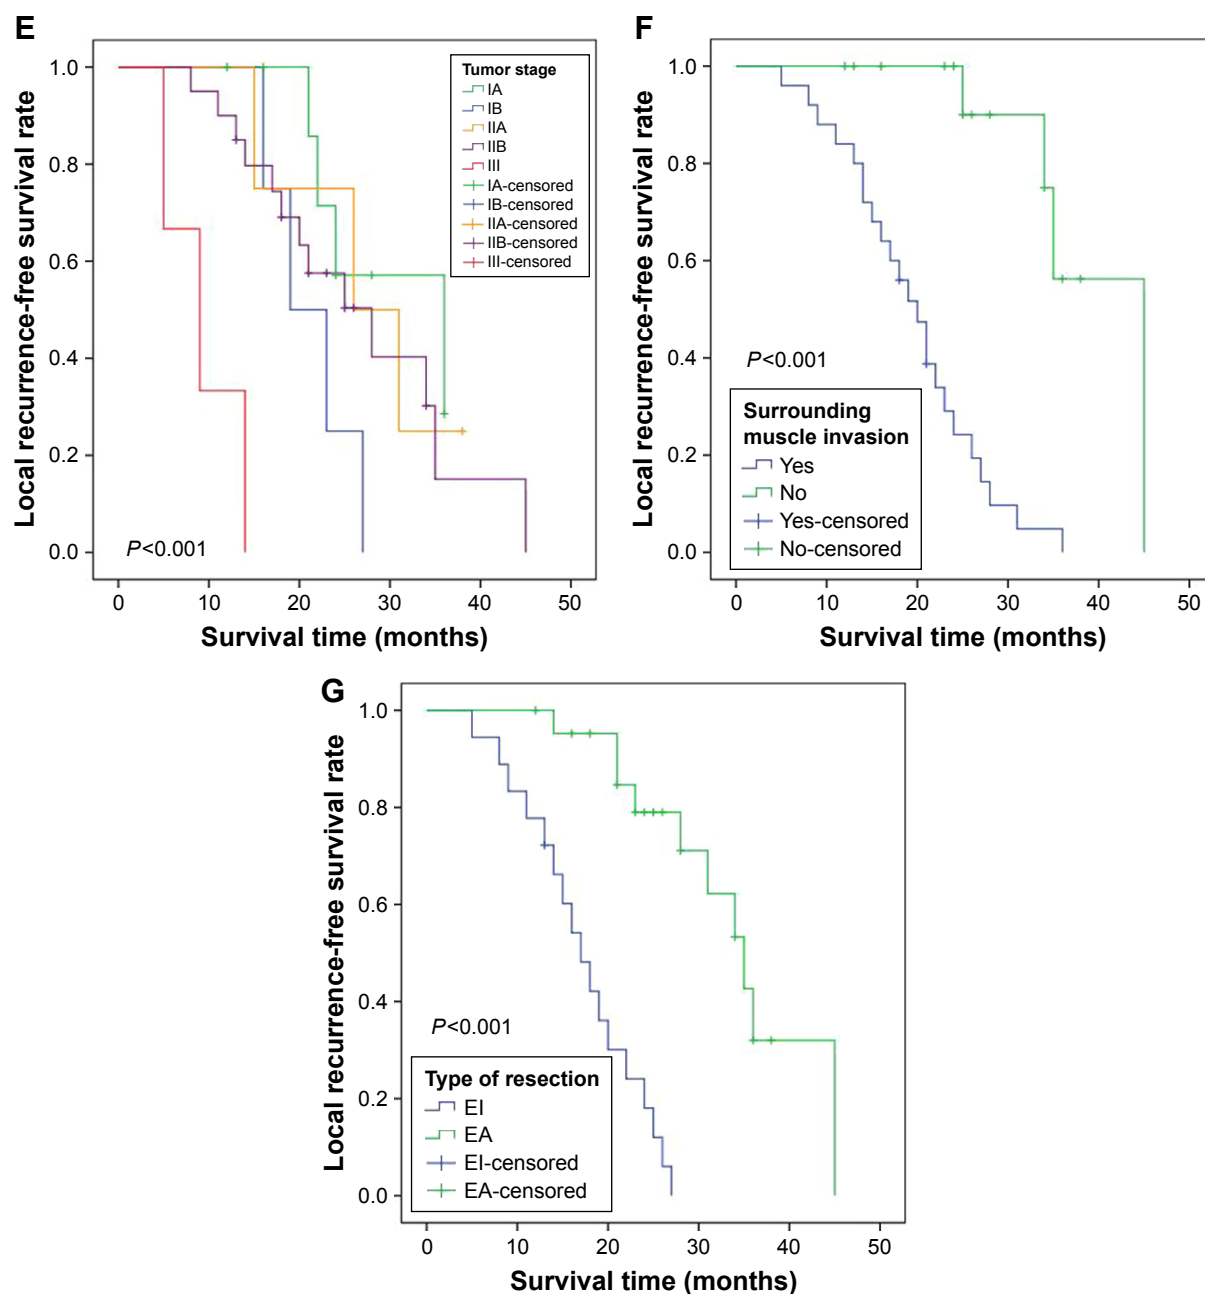 E
Local recurrence-free survival rate
1.0
0.8
0.6
0.4
0.2
0.0
Tumor stage
IA
IB
IIA
IIB
III
IA-censored
IB-censored
IIA-censored
IIB-censored
III-censored
P<0.001
0 10 20 30 40 50
Survival time (months)
F
Local recurrence-free survival rate
1.0
0.8
0.6
0.4
0.2
0.0
P<0.001
Surrounding
muscle invasion
Yes
No
Yes-censored
No-censored
0 10 20 30 40 50
Survival time (months)
G
Local recurrence-free survival rate
1.0
0.8
0.6
0.4
0.2
0.0
P<0.001
Type of resection
EI
EA
EI-censored
EA-censored
0 10 20 30 40 50
Survival time (months)